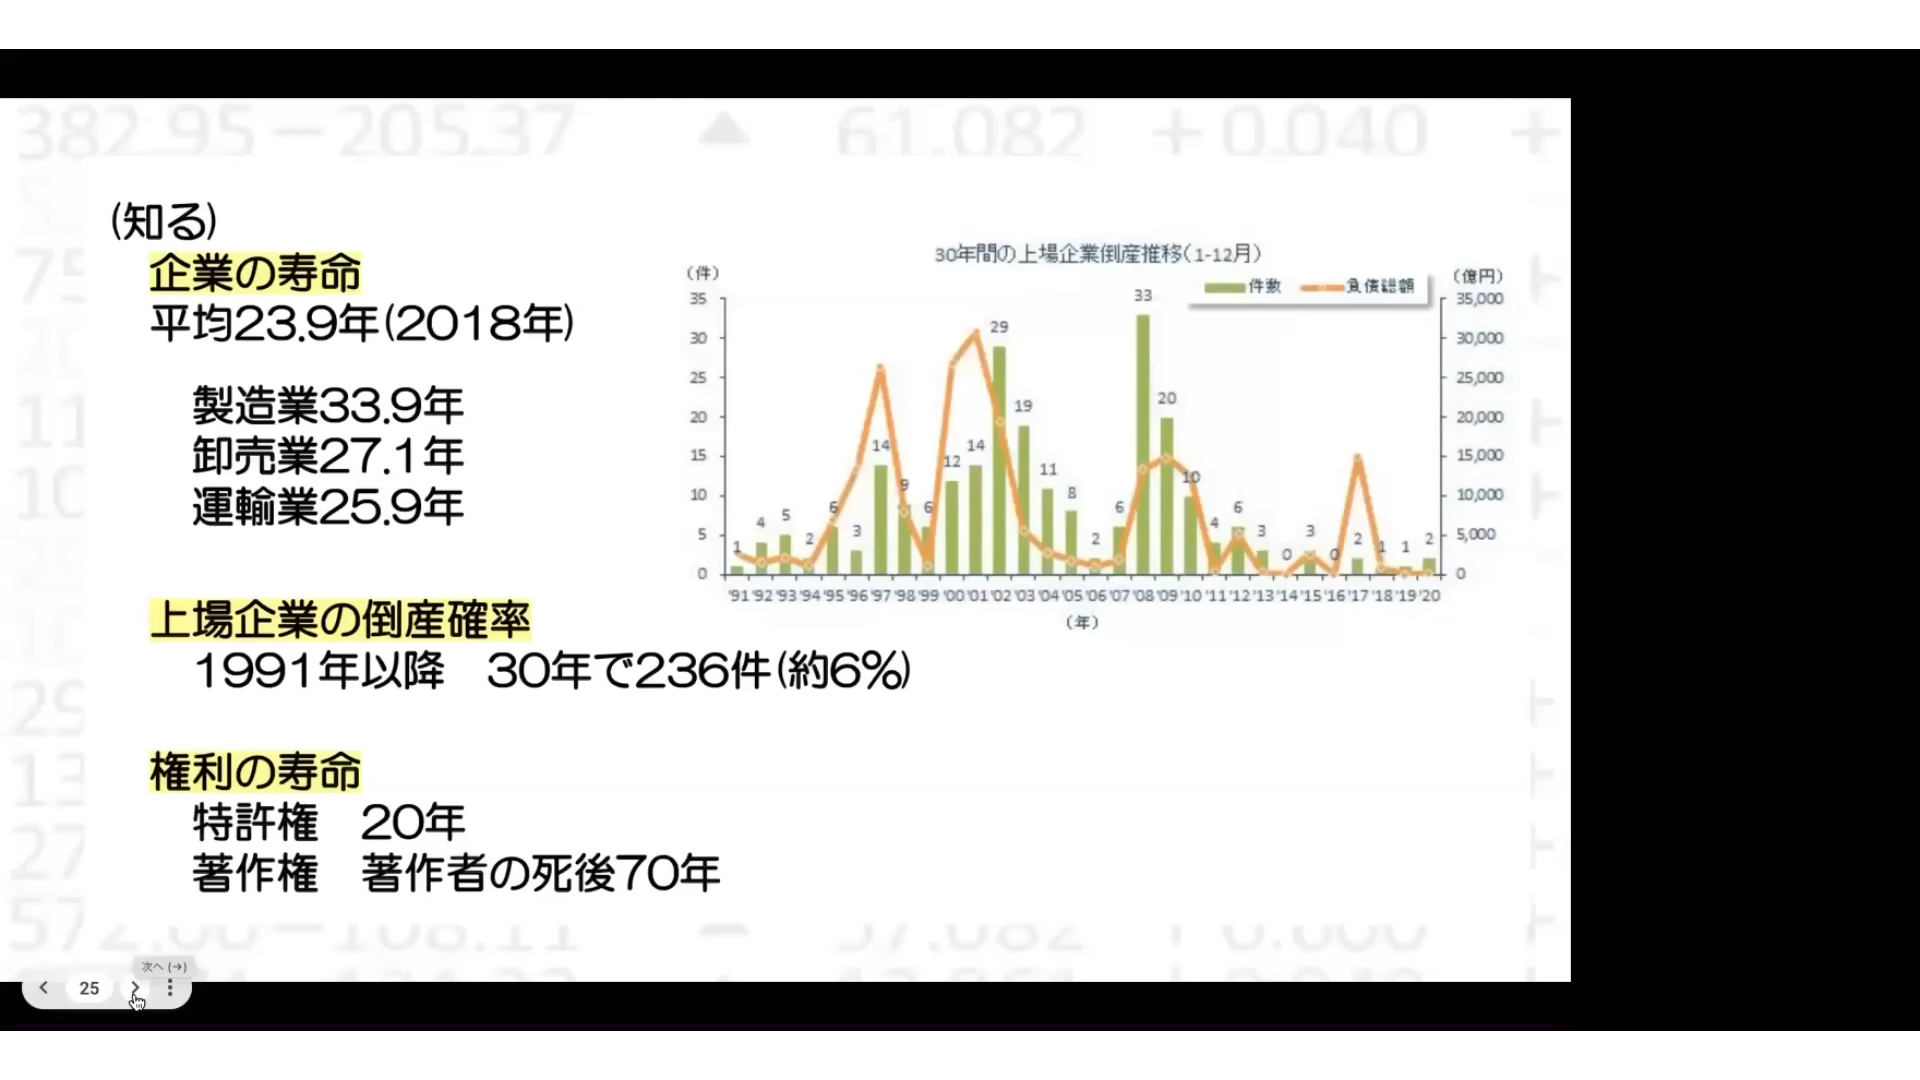 382.95－205.37 ▲ 61.082 ＋0.040 ＋
(知る)
企業の寿命
平均23.9年(2018年)
製造業33.9年
卸売業27.1年
運輸業25.9年
上場企業の倒産確率
1991年以降　30年で236件(約6%)
権利の寿命
特許権　20年
著作権　著作者の死後70年
30年間の上場企業倒産推移(1-12月)
(件)
(億円)
件数 負債総額
35 35,000
30 30,000
25 25,000
20 20,000
15 15,000
10 10,000
5 5,000
0 0
1 4 5 2 6 3 14 9 6 12 14 29 19 11 8 2 6 33 20 10 4 6 3 0 3 0 2 1 1 2
'91 '92 '93 '94 '95 '96 '97 '98 '99 '00 '01 '02 '03 '04 '05 '06 '07 '08 '09 '10 '11 '12 '13 '14 '15 '16 '17 '18 '19 '20
(年)
次へ (→)
25